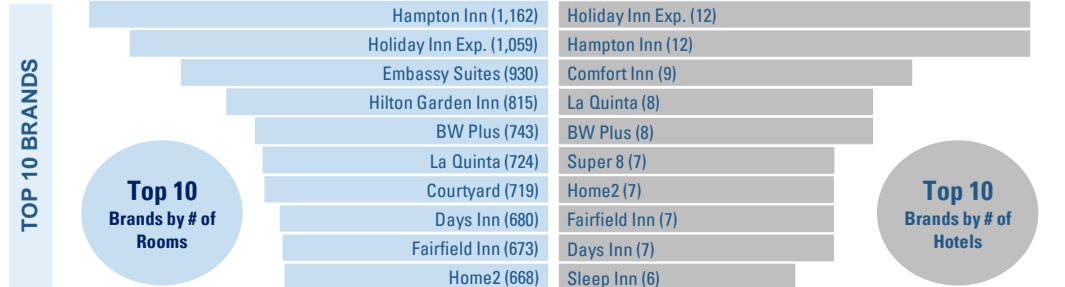 TOP 10 BRANDS
Hampton Inn (1,162)
Holiday Inn Exp. (1,059)
Embassy Suites (930)
Hilton Garden Inn (815)
BW Plus (743)
La Quinta (724)
Courtyard (719)
Days Inn (680)
Fairfield Inn (673)
Home2 (668)
Top 10
Brands by # of
Rooms
Holiday Inn Exp. (12)
Hampton Inn (12)
Comfort Inn (9)
La Quinta (8)
BW Plus (8)
Super 8 (7)
Home2 (7)
Fairfield Inn (7)
Days Inn (7)
Sleep Inn (6)
Top 10
Brands by # of
Hotels